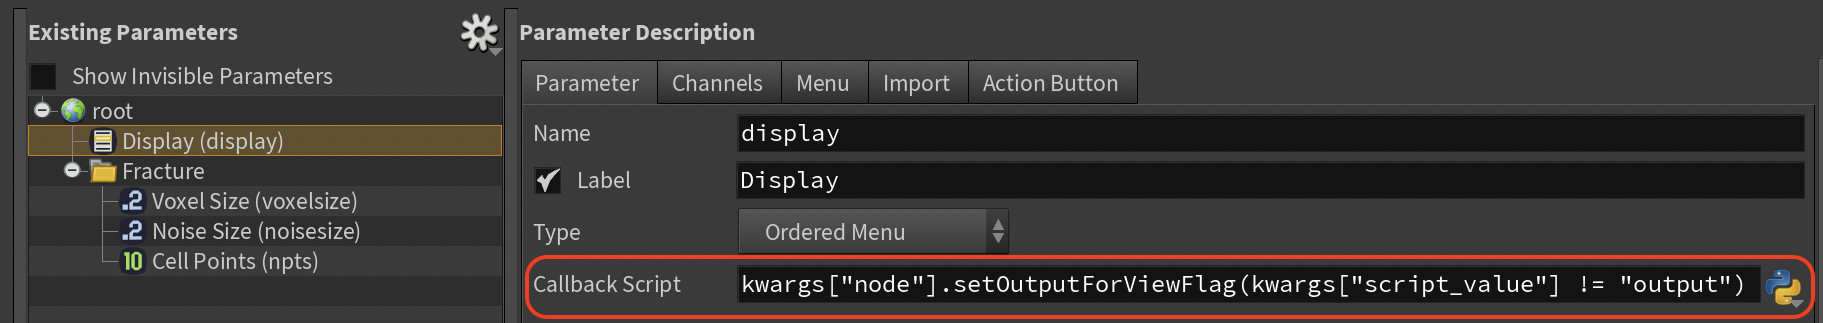 Existing Parameters
Show Invisible Parameters
root
Display (display)
Fracture
.2 Voxel Size (voxelsize)
.2 Noise Size (noisesize)
10 Cell Points (npts)
Parameter Description
Parameter Channels Menu Import Action Button
Name display
Label Display
Type Ordered Menu
Callback Script kwargs["node"].setOutputForViewFlag(kwargs["script_value"] != "output")